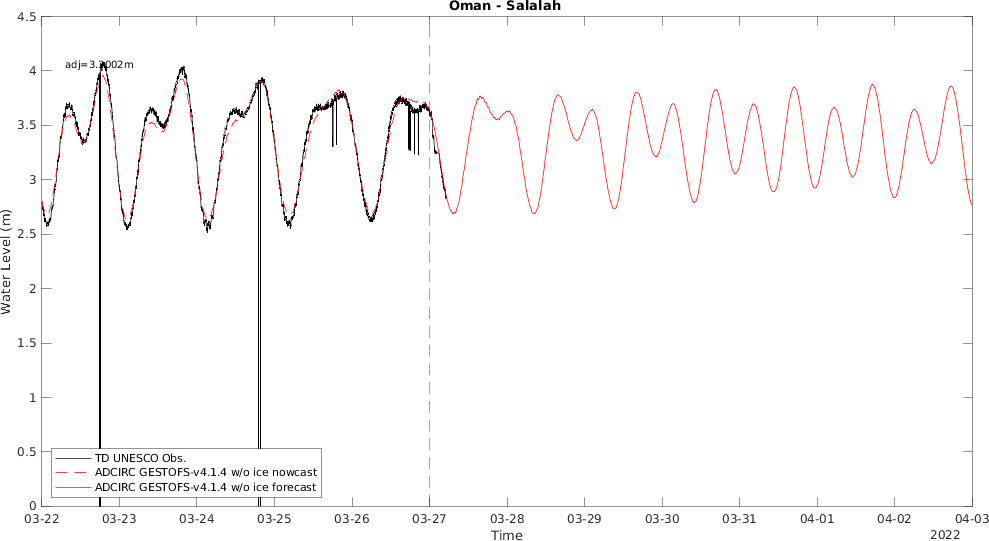 Oman - Salalah
4.5
4
3.5
3
2.5
2
1.5
1
0.5
0
Water Level (m)
TD UNESCO Obs.
ADCIRC GESTOFS-v4.1.4 w/o ice nowcast
ADCIRC GESTOFS-v4.1.4 w/o ice forecast
03-22 03-23 03-24 03-25 03-26 03-27 03-28 03-29 03-30 03-31 04-01 04-02 04-03
Time
2022